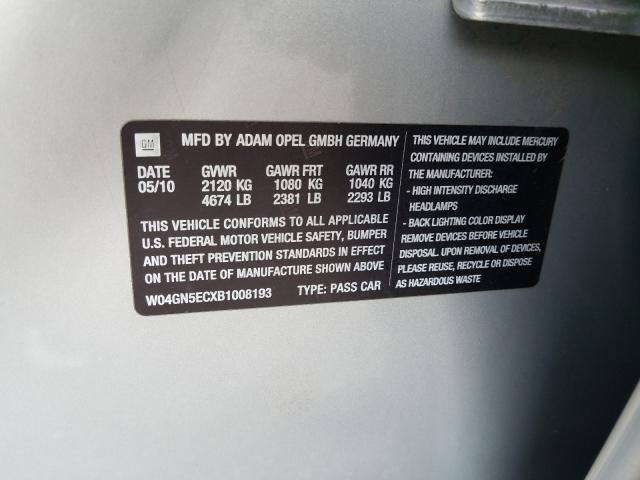 GM
MFD BY ADAM OPEL GMBH GERMANY
DATE GVWR GAWR FRT GAWR RR
05/10 2120 KG 1080 KG 1040 KG
4674 LB 2381 LB 2293 LB
THIS VEHICLE CONFORMS TO ALL APPLICABLE
U.S. FEDERAL MOTOR VEHICLE SAFETY, BUMPER
AND THEFT PREVENTION STANDARDS IN EFFECT
ON THE DATE OF MANUFACTURE SHOWN ABOVE
W04GN5ECXB1008193 TYPE: PASS CAR
THIS VEHICLE MAY INCLUDE MERCURY
CONTAINING DEVICES INSTALLED BY
THE MANUFACTURER:
- HIGH INTENSITY DISCHARGE
HEADLAMPS
- BACK LIGHTING COLOR DISPLAY
REMOVE DEVICES BEFORE VEHICLE
DISPOSAL. UPON REMOVAL OF DEVICES,
PLEASE REUSE, RECYCLE OR DISPOSE
AS HAZARDOUS WASTE